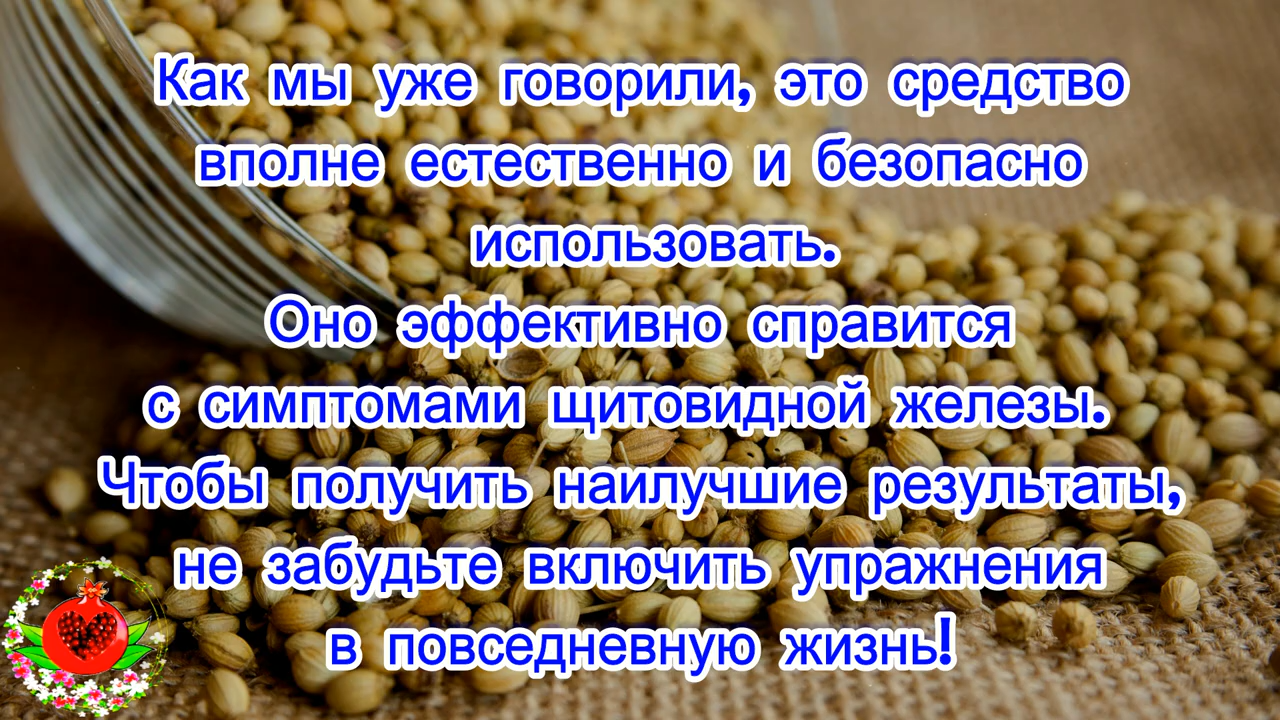 Как мы уже говорили, это средство
вполне естественно и безопасно
использовать.
Оно эффективно справится
с симптомами щитовидной железы.
Чтобы получить наилучшие результаты,
не забудьте включить упражнения
в повседневную жизнь!